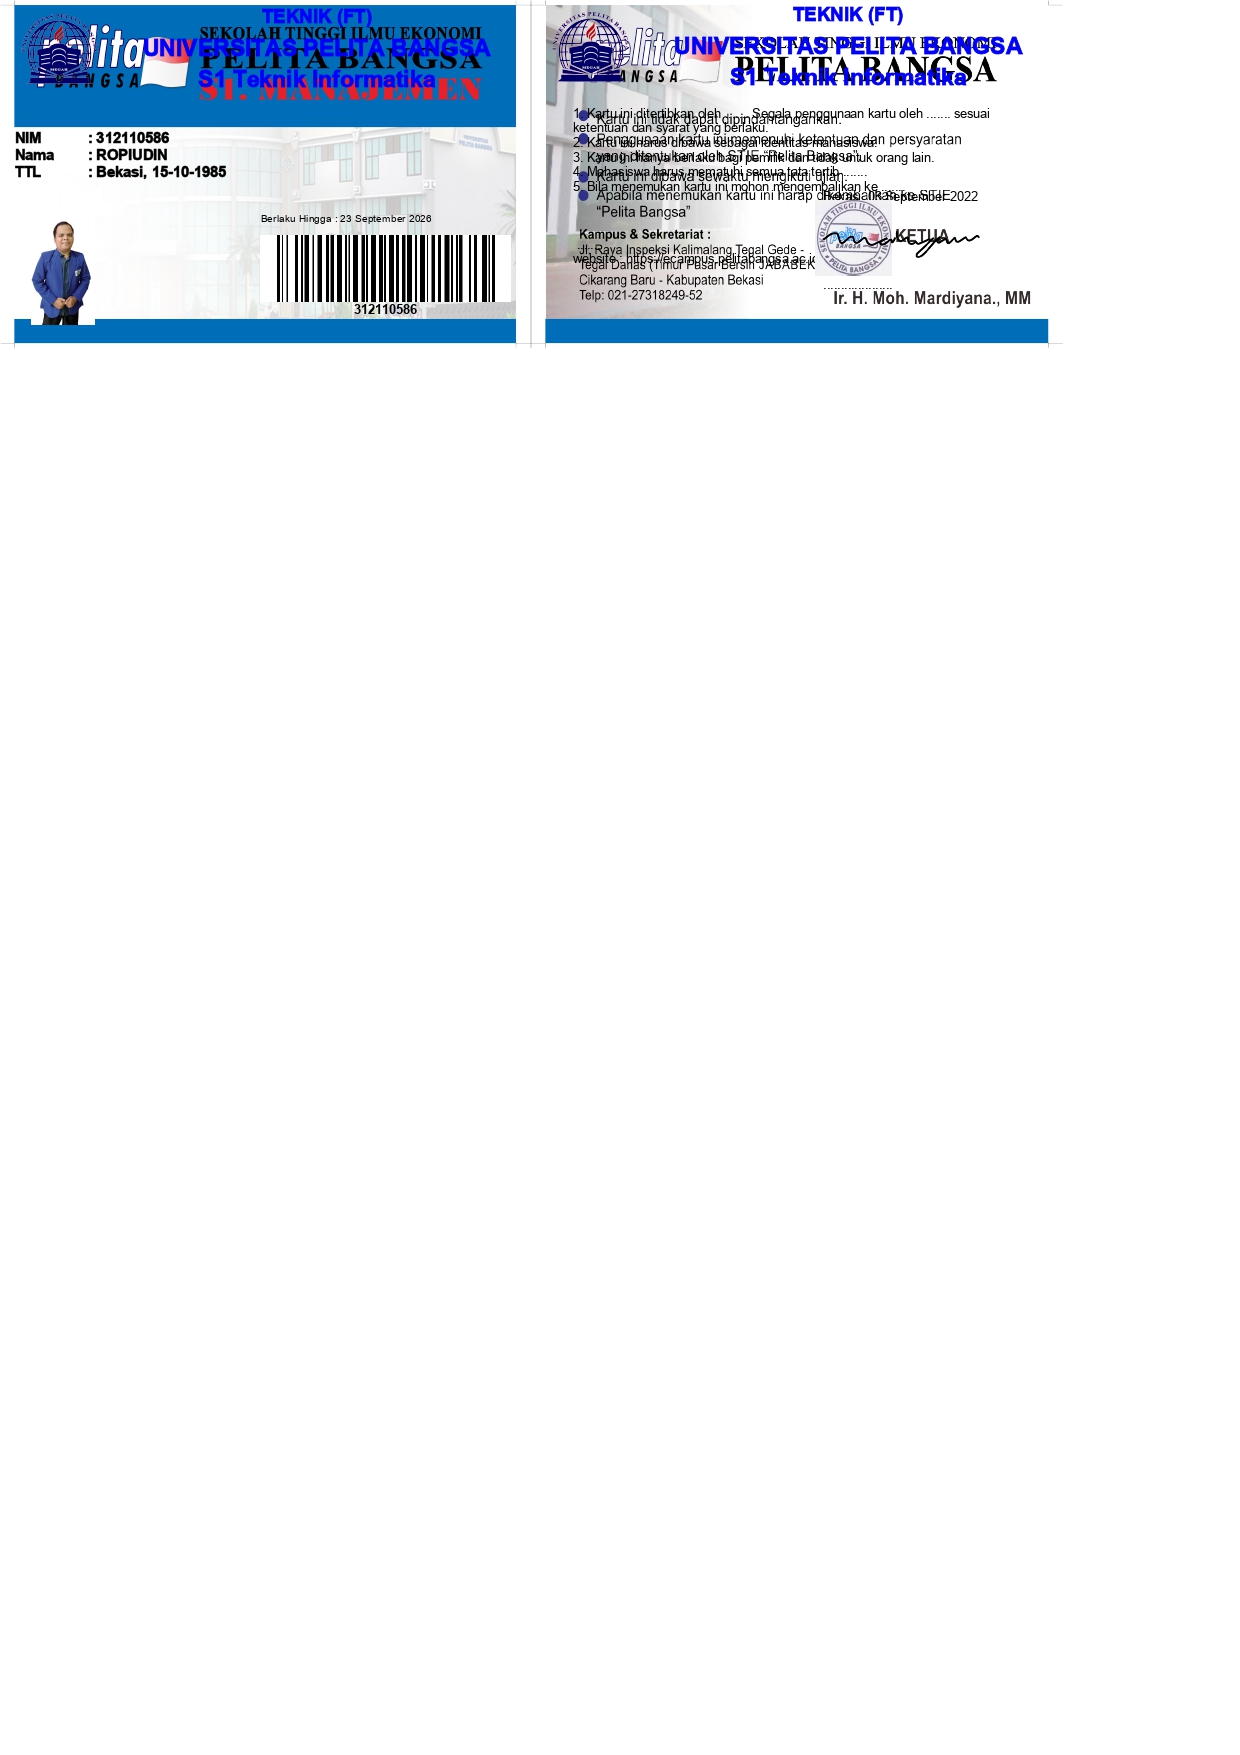 TEKNIK (FT)
SEKOLAH TINGGI ILMU EKONOMI
UNIVERSITAS PELITA BANGSA
PELITA BANGSA
S1 Teknik Informatika
S1. MANAJEMEN
pelita
BANGSA
NIM : 312110586
Nama : ROPIUDIN
TTL : Bekasi, 15-10-1985
Berlaku Hingga : 23 September 2026
312110586
TEKNIK (FT)
SEKOLAH TINGGI ILMU EKONOMI
UNIVERSITAS PELITA BANGSA
PELITA BANGSA
S1 Teknik Informatika
pelita
BANGSA
1. Kartu ini diterbitkan oleh ....... Segala penggunaan kartu oleh ....... sesuai
ketentuan dan syarat yang berlaku.
2. Kartu ini harus dibawa sebagai identitas mahasiswa.
3. Kartu ini hanya berlaku bagi pemilik dan tidak untuk orang lain.
4. Mahasiswa harus mematuhi semua tata tertib .......
5. Bila menemukan kartu ini mohon mengembalikan ke .......
Kartu ini tidak dapat dipindahtangankan.
Penggunaan kartu ini memenuhi ketentuan dan persyaratan
yang ditentukan oleh STIE “Pelita Bangsa”.
Kartu ini dibawa sewaktu mengikuti ujian.
Apabila menemukan kartu ini harap dikembalikan ke STIE
“Pelita Bangsa”
September 2022
KETUA
Kampus & Sekretariat :
Jl. Raya Inspeksi Kalimalang Tegal Gede -
Tegal Danas (Timur Pasar Bersih JABABEK
website : https://ecampus.pelitabangsa.ac.i
Cikarang Baru - Kabupaten Bekasi
Telp: 021-27318249-52
SEKOLAH TINGGI ILMU EKONOMI
pelita
BANGSA
PELITA BANGSA
....................
Ir. H. Moh. Mardiyana., MM